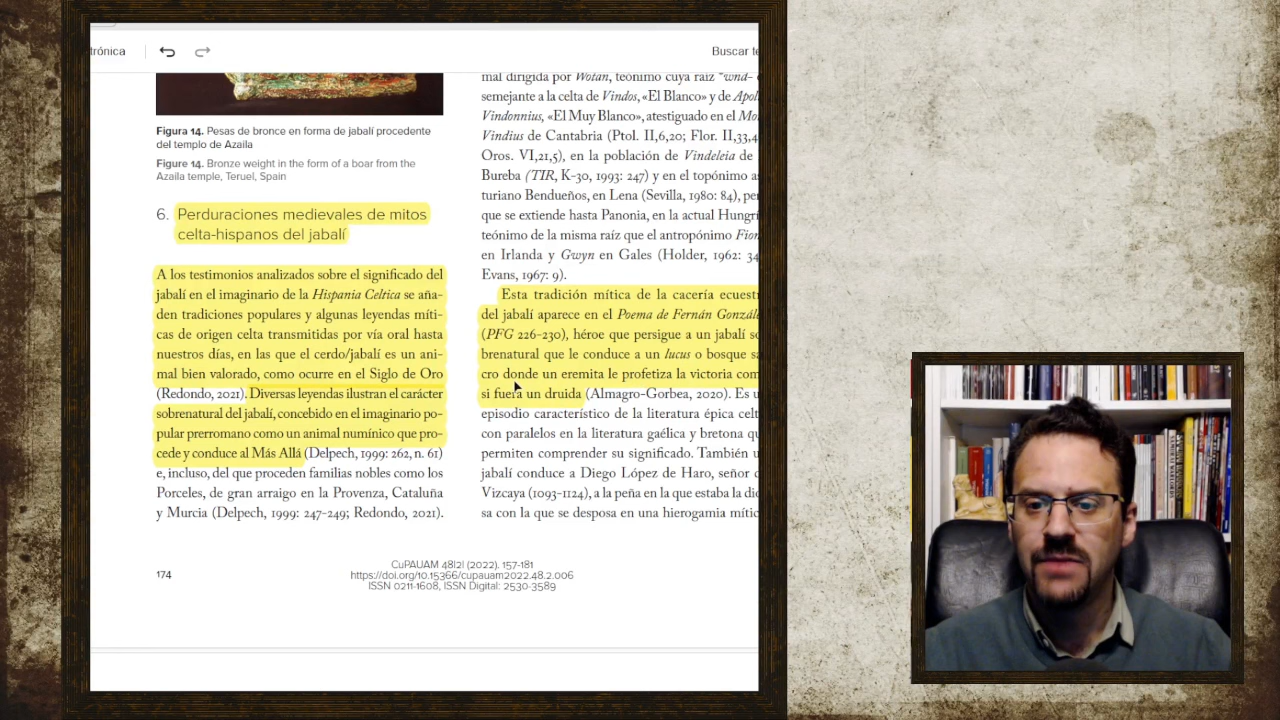 trónica
Buscar te
Figura 14. Pesas de bronce en forma de jabalí procedente
del templo de Azaila
Figure 14. Bronze weight in the form of a boar from the
Azaila temple, Teruel, Spain
6. Perduraciones medievales de mitos
celta-hispanos del jabalí
A los testimonios analizados sobre el significado del
jabalí en el imaginario de la Hispania Celtica se aña-
den tradiciones populares y algunas leyendas míti-
cas de origen celta transmitidas por vía oral hasta
nuestros días, en las que el cerdo/jabalí es un ani-
mal bien valorado, como ocurre en el Siglo de Oro
(Redondo, 2021). Diversas leyendas ilustran el carácter
sobrenatural del jabalí, concebido en el imaginario po-
pular prerromano como un animal numínico que pro-
cede y conduce al Más Allá (Delpech, 1999: 262, n. 61)
e, incluso, del que proceden familias nobles como los
Porceles, de gran arraigo en la Provenza, Cataluña
y Murcia (Delpech, 1999: 247-249; Redondo, 2021).
mal dirigida por Wotan, teónimo cuya raíz *wnd-
semejante a la celta de Vindos, «El Blanco» y de Apol
Vindonnius, «El Muy Blanco», atestiguado en el Mo
Vindius de Cantabria (Ptol. II,6,20; Flor. II,33,4
Oros. VI,21,5), en la población de Vindeleia de
Bureba (TIR, K-30, 1993: 247) y en el topónimo as
turiano Bendueños, en Lena (Sevilla, 1980: 84), per
que se extiende hasta Panonia, en la actual Hungrí
teónimo de la misma raíz que el antropónimo Fion
en Irlanda y Gwyn en Gales (Holder, 1962: 34
Evans, 1967: 9).
Esta tradición mítica de la cacería ecuestr
del jabalí aparece en el Poema de Fernán Gonzále
(PFG 226-230), héroe que persigue a un jabalí so
brenatural que le conduce a un lucus o bosque sa
cro donde un eremita le profetiza la victoria com
si fuera un druida (Almagro-Gorbea, 2020). Es u
episodio característico de la literatura épica celt
con paralelos en la literatura gaélica y bretona qu
permiten comprender su significado. También u
jabalí conduce a Diego López de Haro, señor d
Vizcaya (1093-1124), a la peña en la que estaba la dio
sa con la que se desposa en una hierogamia mític
174
CuPAUAM 48|2| (2022). 157-181
https://doi.org/10.15366/cupauam2022.48.2.006
ISSN 0211-1608, ISSN Digital: 2530-3589